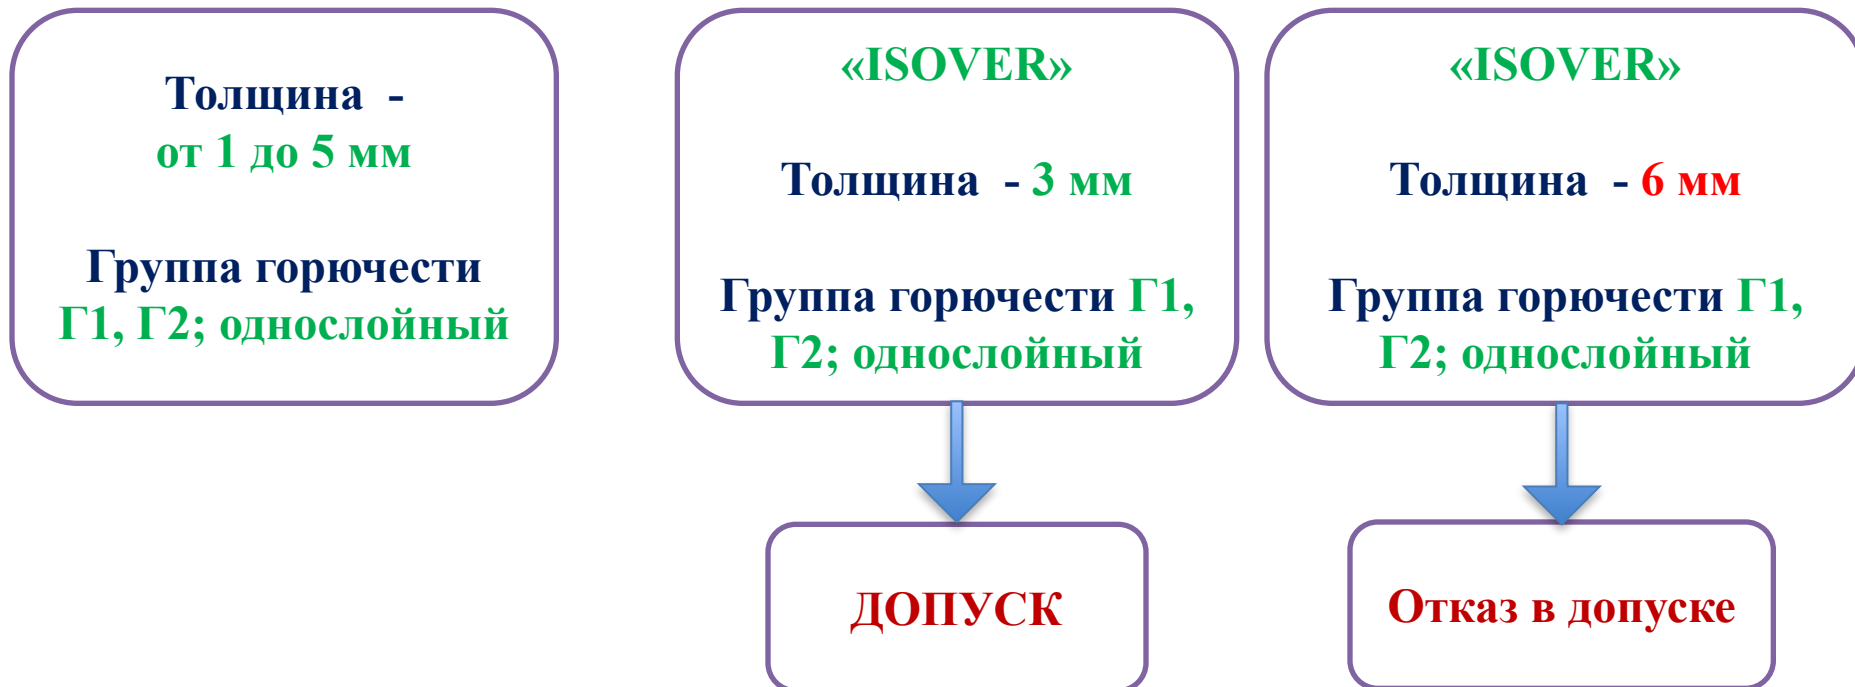 Толщина -
от 1 до 5 мм
Группа горючести
Г1, Г2; однослойный
«ISOVER»
Толщина - 3 мм
Группа горючести Г1,
Г2; однослойный
ДОПУСК
«ISOVER»
Толщина - 6 мм
Группа горючести Г1,
Г2; однослойный
Отказ в допуске